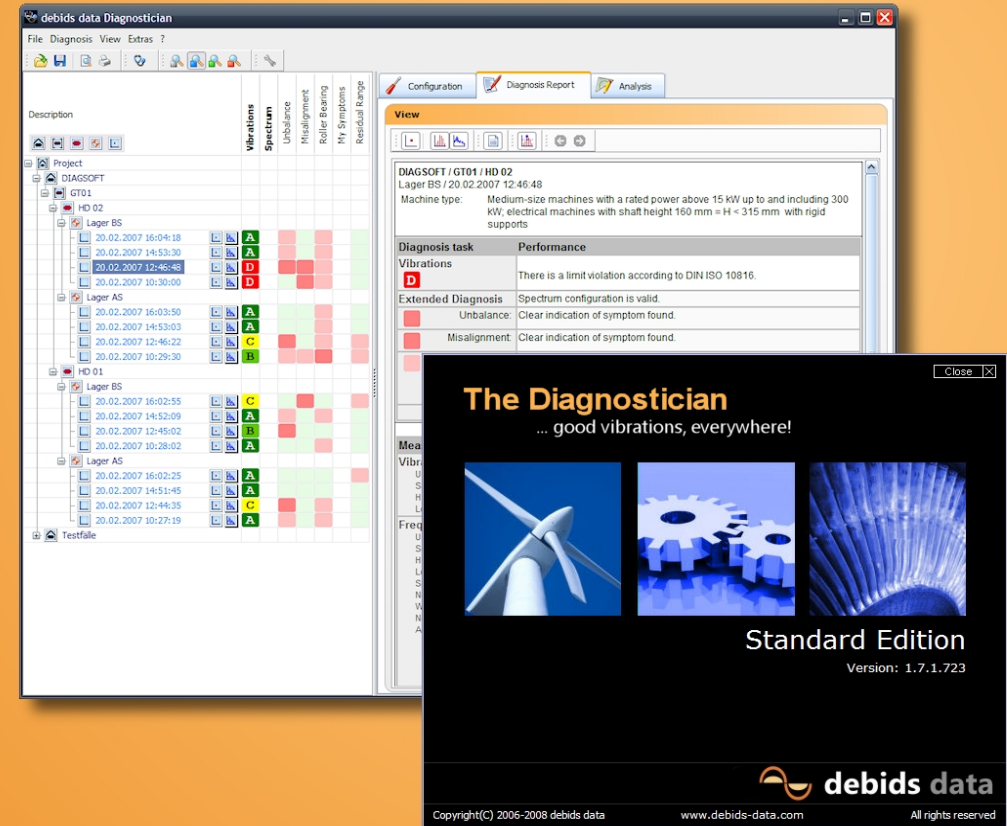 debids data Diagnostician
File Diagnosis View Extras ?
Description
Vibrations
Spectrum
Unbalance
Misalignment
Roller Bearing
My Symptoms
Residual Range
Project
DIAGSOFT
GT01
HD 02
Lager BS
20.02.2007 16:04:18 A
20.02.2007 14:53:30 A
20.02.2007 12:46:48 D
20.02.2007 10:30:00 D
Lager AS
20.02.2007 16:03:50 A
20.02.2007 14:53:03 A
20.02.2007 12:46:22 C
20.02.2007 10:29:30 B
HD 01
Lager BS
20.02.2007 16:02:55 C
20.02.2007 14:52:09 A
20.02.2007 12:45:02 B
20.02.2007 10:28:02 A
Lager AS
20.02.2007 16:02:25 A
20.02.2007 14:51:45 A
20.02.2007 12:44:35 C
20.02.2007 10:27:19 A
Testfälle
Configuration Diagnosis Report Analysis
View
DIAGSOFT / GT01 / HD 02
Lager BS / 20.02.2007 12:46:48
Machine type: Medium-size machines with a rated power above 15 kW up to and including 300
kW; electrical machines with shaft height 160 mm = H < 315 mm with rigid
supports
Diagnosis task Performance
Vibrations
D There is a limit violation according to DIN ISO 10816.
Extended Diagnosis Spectrum configuration is valid.
Unbalance: Clear indication of symptom found.
Misalignment: Clear indication of symptom found.
Close
The Diagnostician
... good vibrations, everywhere!
Standard Edition
Version: 1.7.1.723
debids data
Copyright(C) 2006-2008 debids data www.debids-data.com All rights reserved